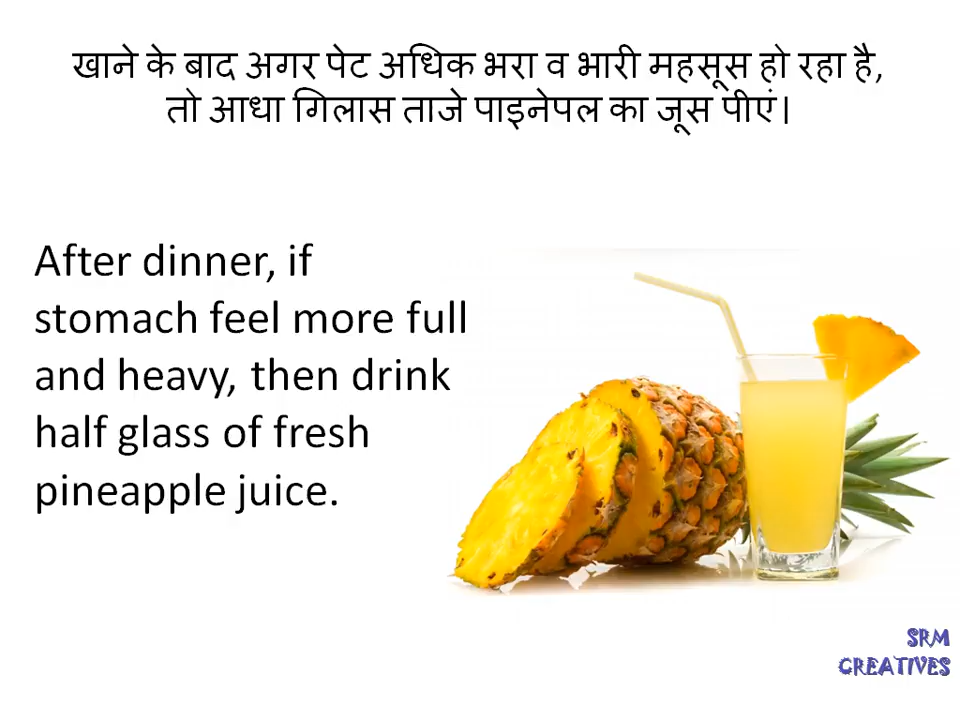 खाने के बाद अगर पेट अधिक भरा व भारी महसूस हो रहा है,
तो आधा गिलास ताजे पाइनेपल का जूस पीएं।
After dinner, if
stomach feel more full
and heavy, then drink
half glass of fresh
pineapple juice.
SRM
CREATIVES